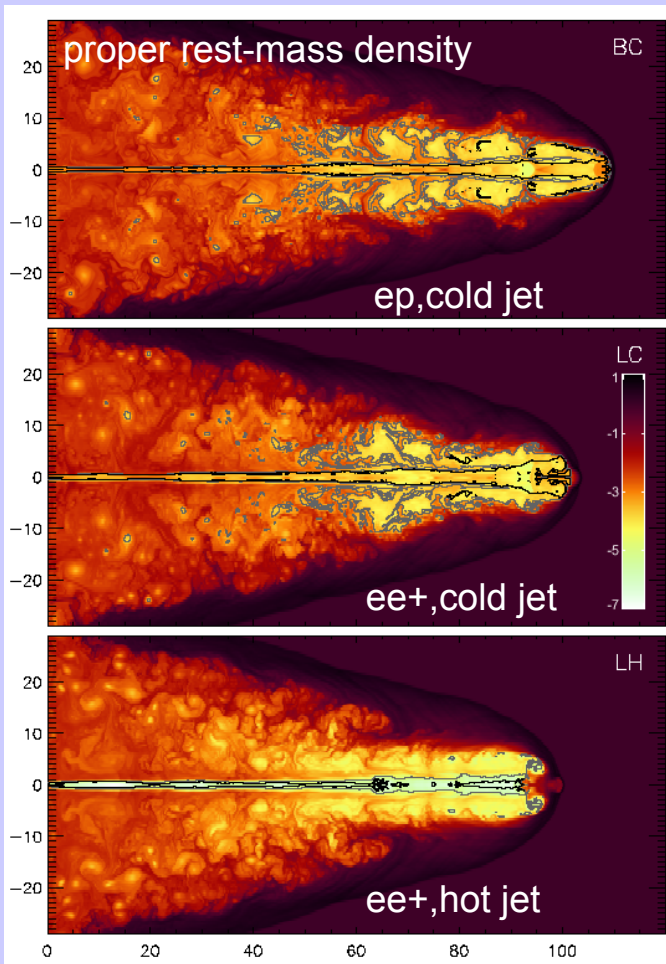 proper rest-mass density
BC
20
10
0
−10
−20
ep,cold jet
LC
20
10
0
−10
−20
1
−1
−3
−5
−7
ee+,cold jet
LH
20
10
0
−10
−20
ee+,hot jet
0 20 40 60 80 100